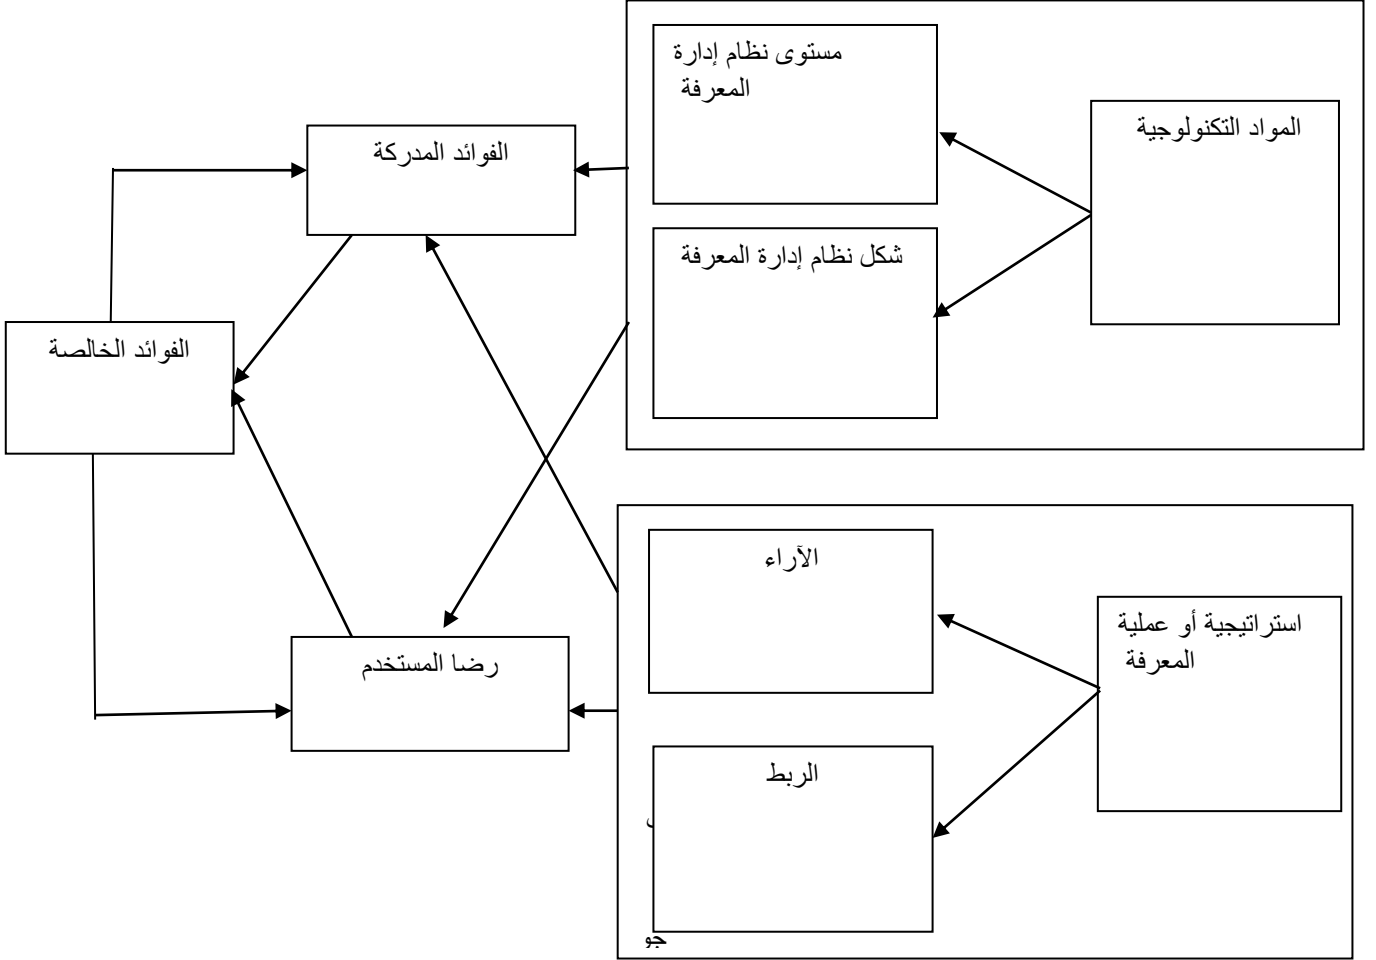 مستوى نظام إدارة
المعرفة
المواد التكنولوجية
الفوائد المدركة
شكل نظام إدارة المعرفة
الفوائد الخالصة
الآراء
استراتيجية أو عملية
المعرفة
رضا المستخدم
الربط
جو